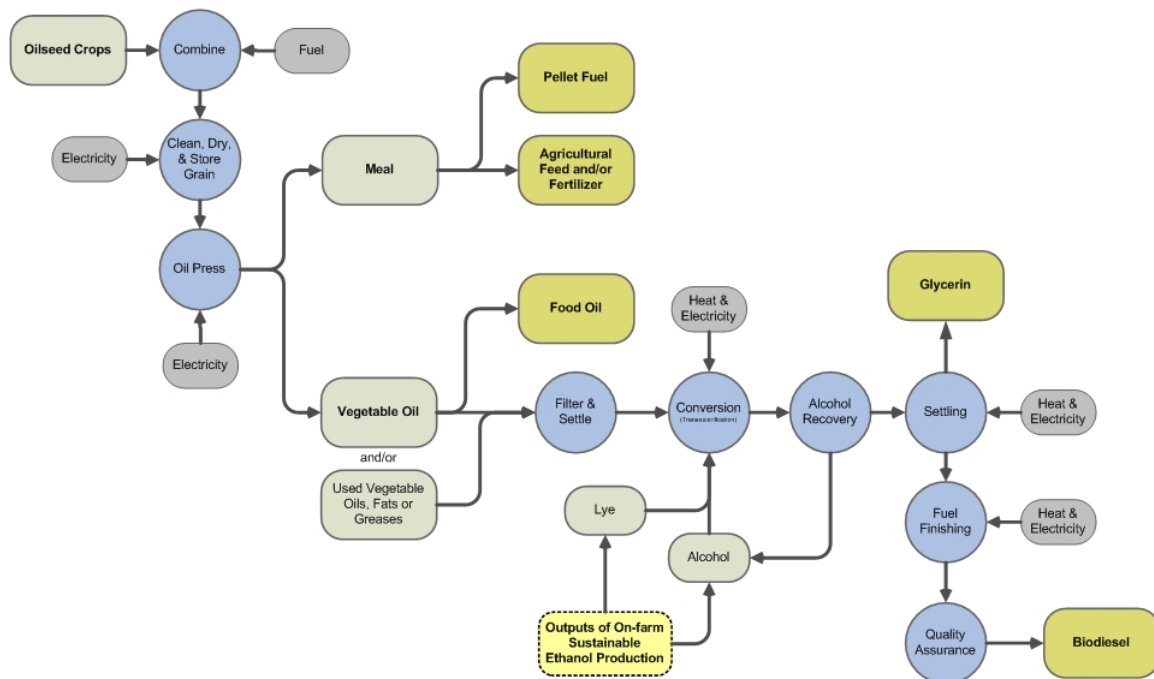 Oilseed Crops
Combine
Fuel
Pellet Fuel
Electricity
Clean, Dry,
& Store
Grain
Meal
Agricultural
Feed and/or
Fertilizer
Oil Press
Glycerin
Food Oil
Heat &
Electricity
Electricity
Vegetable Oil
Filter &
Settle
Conversion
(Transesterification)
Alcohol
Recovery
Settling
Heat &
Electricity
and/or
Used Vegetable
Oils, Fats or
Greases
Lye
Fuel
Finishing
Heat &
Electricity
Alcohol
Outputs of On-farm
Sustainable
Ethanol Production
Quality
Assurance
Biodiesel